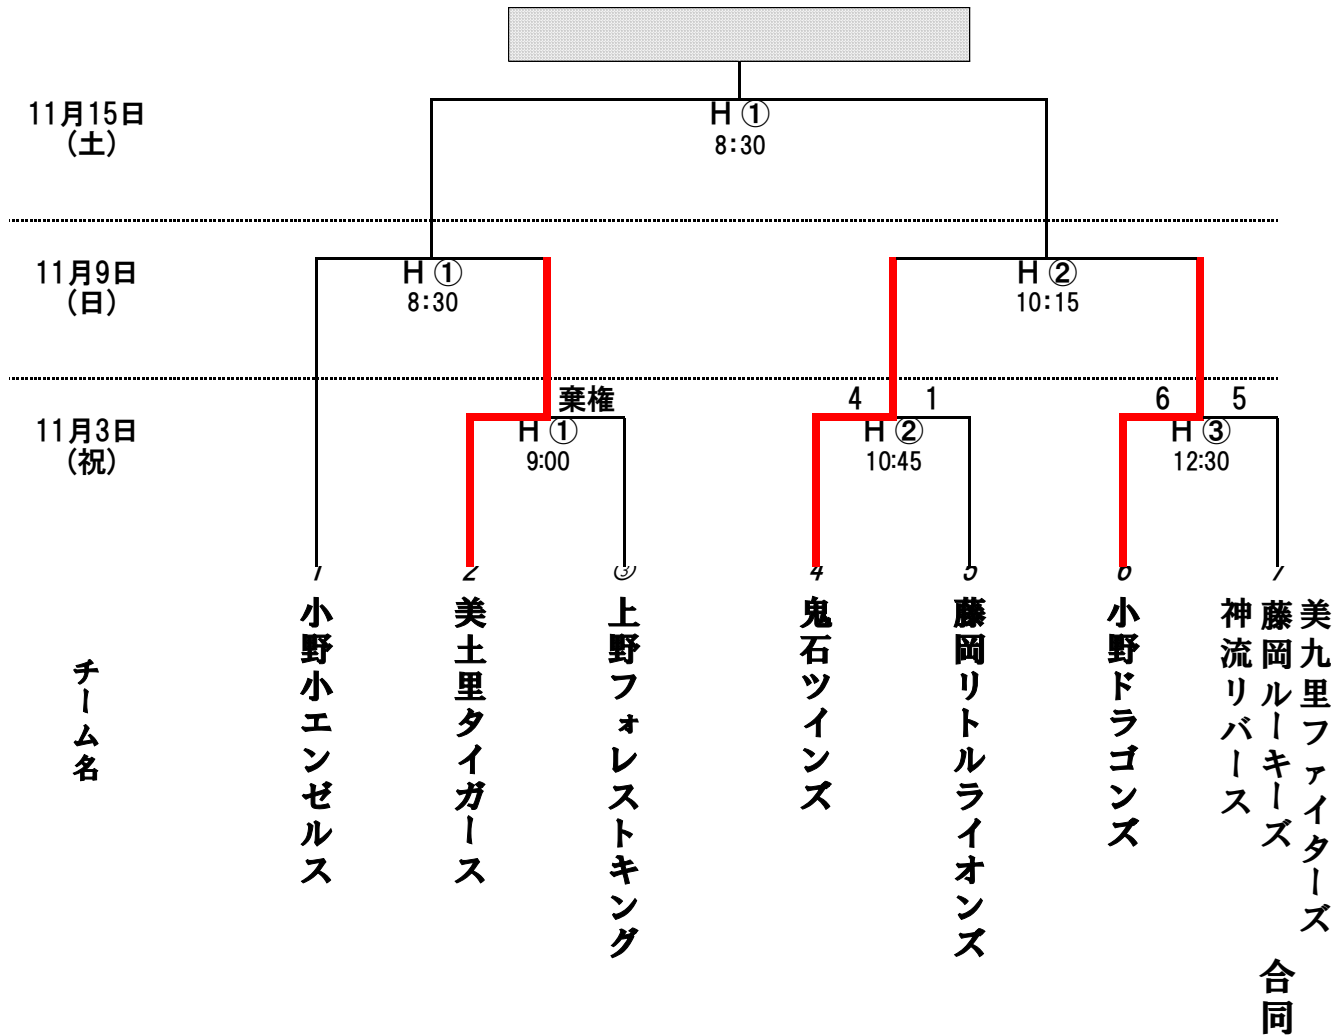 11月15日
(土)
H ①
8:30
11月9日
(日)
H ①
8:30
H ②
10:15
11月3日
(祝)
棄権
H ①
9:00
4 1
H ②
10:45
6 5
H ③
12:30
チーム名
1
小野小エンゼルス
2
美土里タイガース
③
上野フォレストキング
4
鬼石ツインズ
5
藤岡リトルライオンズ
6
小野ドラゴンズ
7
美九里ファイターズ
藤岡ルーキーズ
神流リバース
合同